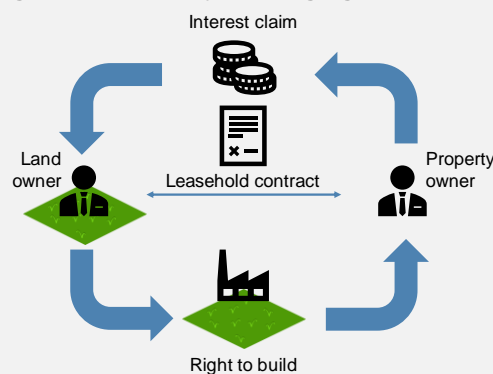 Interest claim
Land
owner
Leasehold contract
Property
owner
Right to build